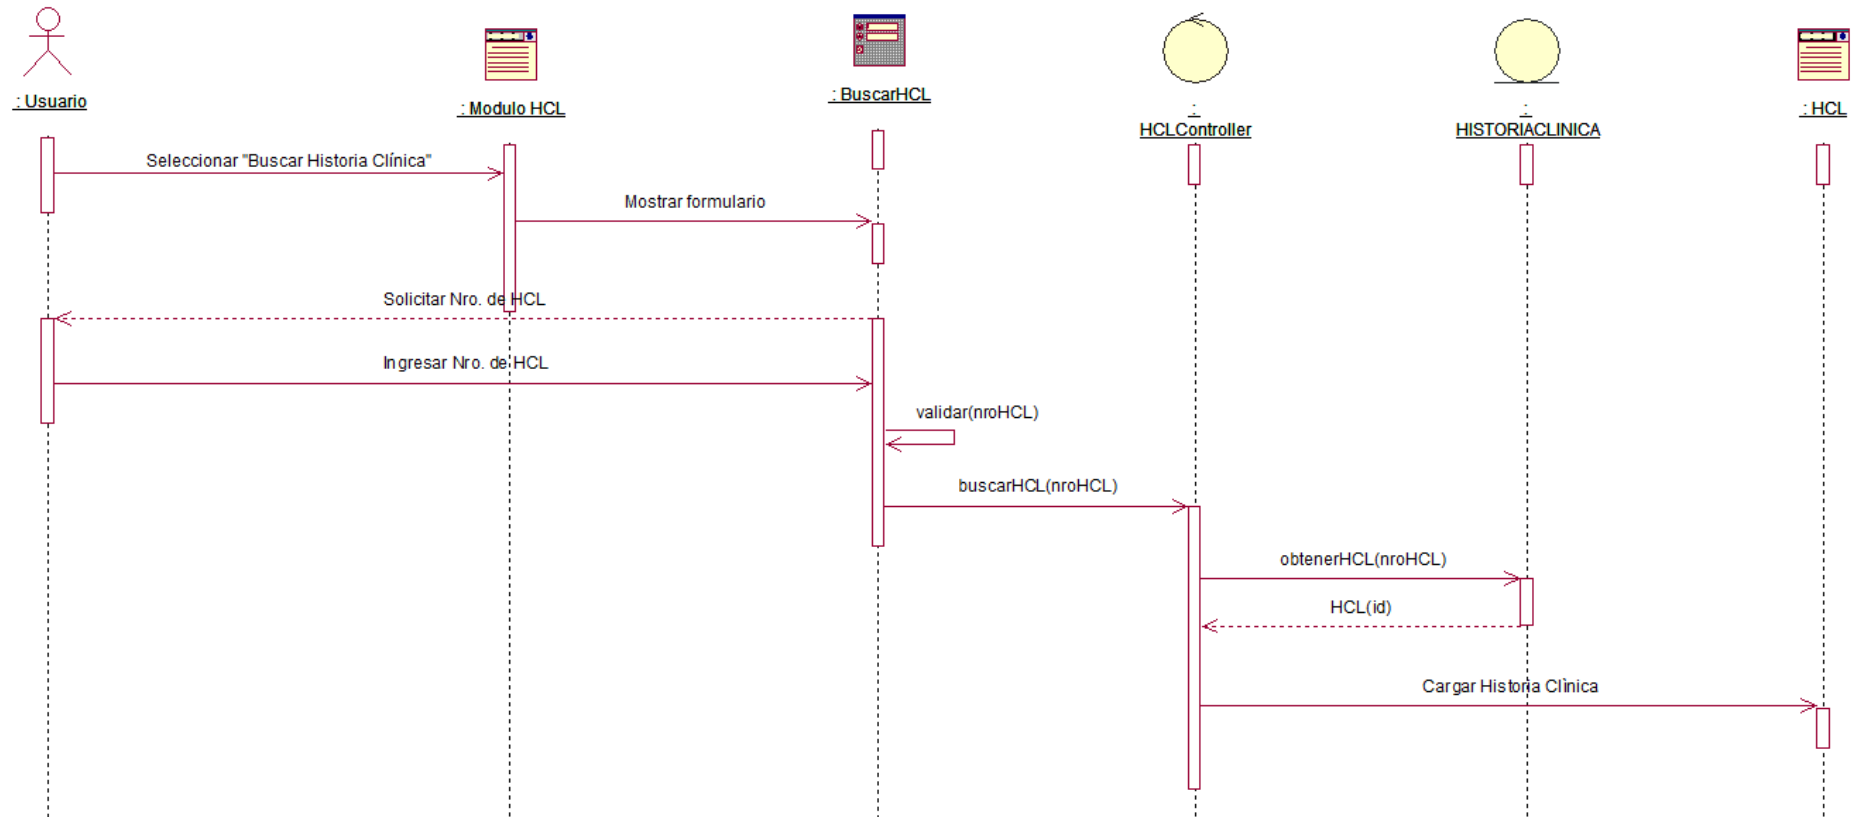 : Usuario
: Modulo HCL
: BuscarHCL
:
HCLController
:
HISTORIACLINICA
: HCL
Seleccionar "Buscar Historia Clínica"
Mostrar formulario
Solicitar Nro. de HCL
Ingresar Nro. de HCL
validar(nroHCL)
buscarHCL(nroHCL)
obtenerHCL(nroHCL)
HCL(id)
Cargar Historia Clìnica